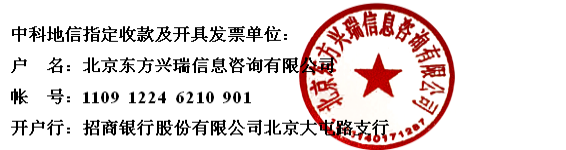 中科地信指定收款及开具发票单位：
户　名：北京东方兴瑞信息咨询有限公司
帐　号：1109 1224 6210 901
开户行：招商银行股份有限公司北京大屯路支行
北京东方兴瑞信息咨询有限公司